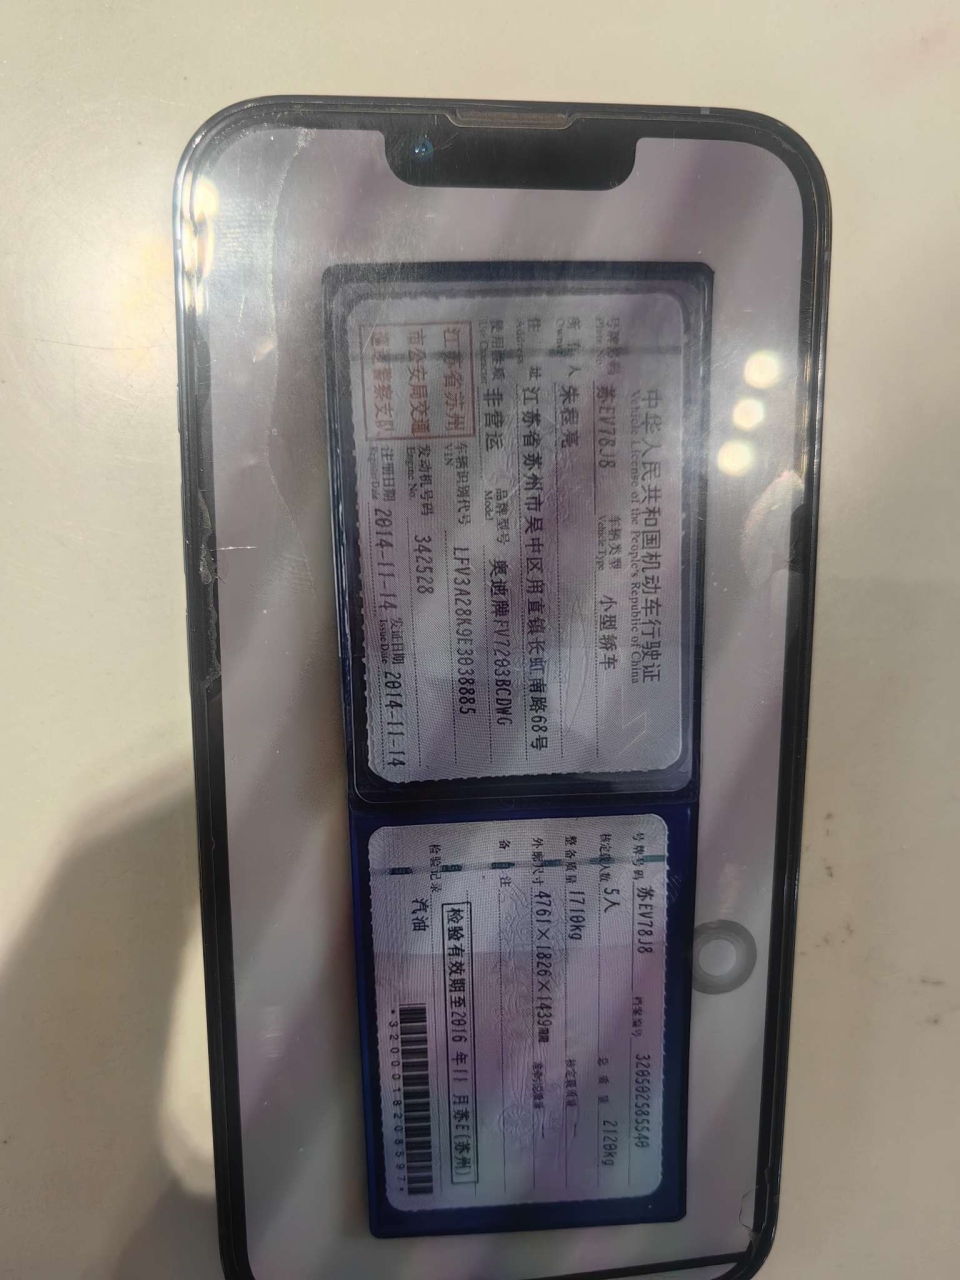 中华人民共和国机动车行驶证
Vehicle License of the People's Republic of China
号牌号码 苏EV78J8 车辆类型 小型轿车
Plate No. Vehicle Type
所有人 朱程亮
Owner
住址 江苏省苏州市吴中区甪直镇长虹南路68号
Address
使用性质 非营运 品牌型号 奥迪牌FV7203BCDWG
Use Character Model
江苏省苏州
市公安局交通
巡逻警察支队
车辆识别代号 LFV3A28K9E3038885
VIN
发动机号码 342528
Engine No.
注册日期 2014-11-14 发证日期 2014-11-14
Register Date Issue Date
号牌号码 苏EV78J8 档案编号 320502585540
核定载人数 5人 总质量 2120kg
整备质量 1710kg 核定载质量
外廓尺寸 4761×1826×1439mm
备注
检验有效期至2016年11月苏E(苏州)
检验记录
汽油
*3200018208597*